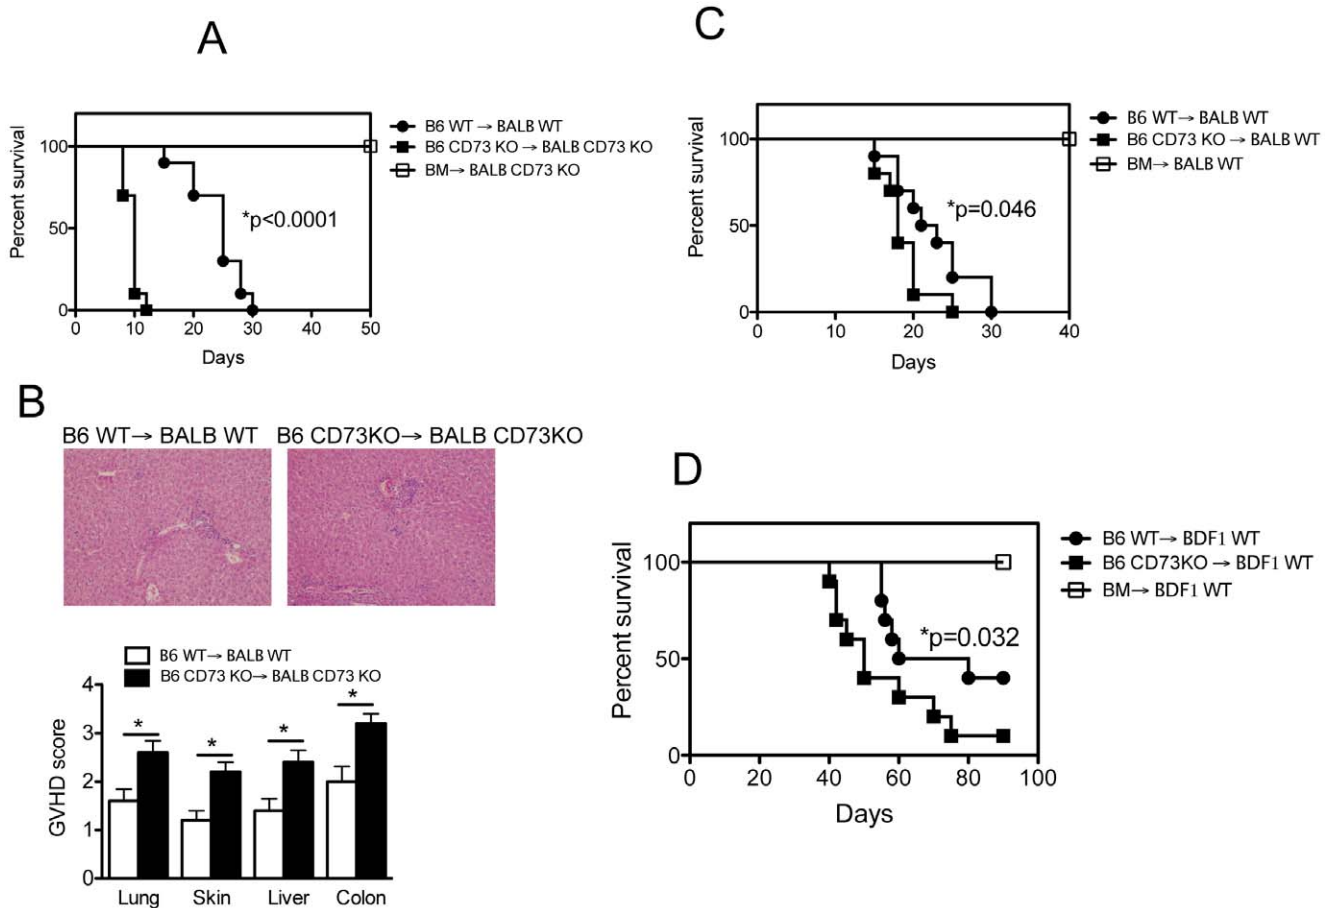 A
Percent survival
100
50
0
0 10 20 30 40 50
Days
*p<0.0001
B6 WT→ BALB WT
B6 CD73 KO→ BALB CD73 KO
BM→ BALB CD73 KO
C
Percent survival
100
50
0
0 10 20 30 40
Days
*p=0.046
B6 WT→ BALB WT
B6 CD73 KO→ BALB WT
BM→ BALB WT
B
B6 WT→ BALB WT B6 CD73KO→ BALB CD73KO
B6 WT→ BALB WT
B6 CD73 KO→ BALB CD73 KO
GVHD score
4
3
2
1
0
* * * *
Lung Skin Liver Colon
D
Percent survival
100
50
0
0 20 40 60 80 100
Days
*p=0.032
B6 WT→ BDF1 WT
B6 CD73KO → BDF1 WT
BM→ BDF1 WT